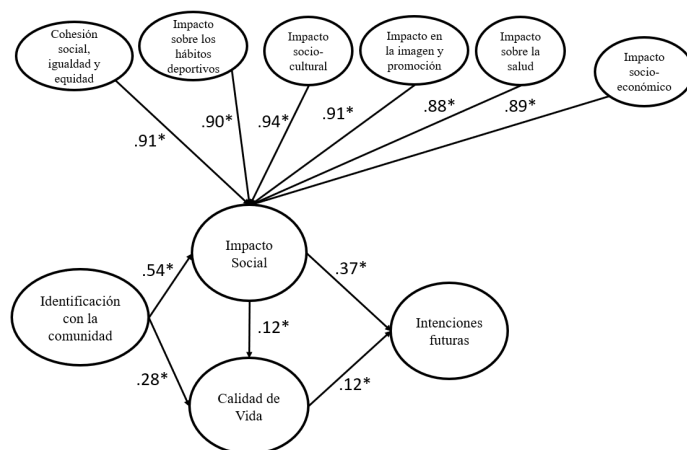 Cohesión
social,
igualdad y
equidad
Impacto
sobre los
hábitos
deportivos
Impacto
socio-
cultural
Impacto en
la imagen y
promoción
Impacto
sobre la
salud
Impacto
socio-
económico
.91*
.90*
.94*
.91*
.88*
.89*
Impacto
Social
.54*
.37*
Identificación
con la
comunidad
Intenciones
futuras
.12*
.28*
.12*
Calidad de
Vida